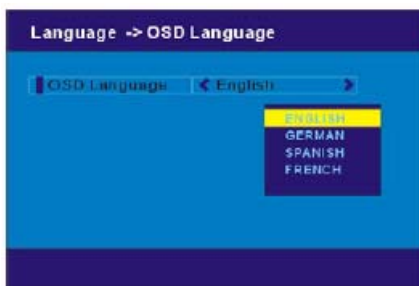 Language -> OSD Language
OSD Language < English >
ENGLISH
GERMAN
SPANISH
FRENCH